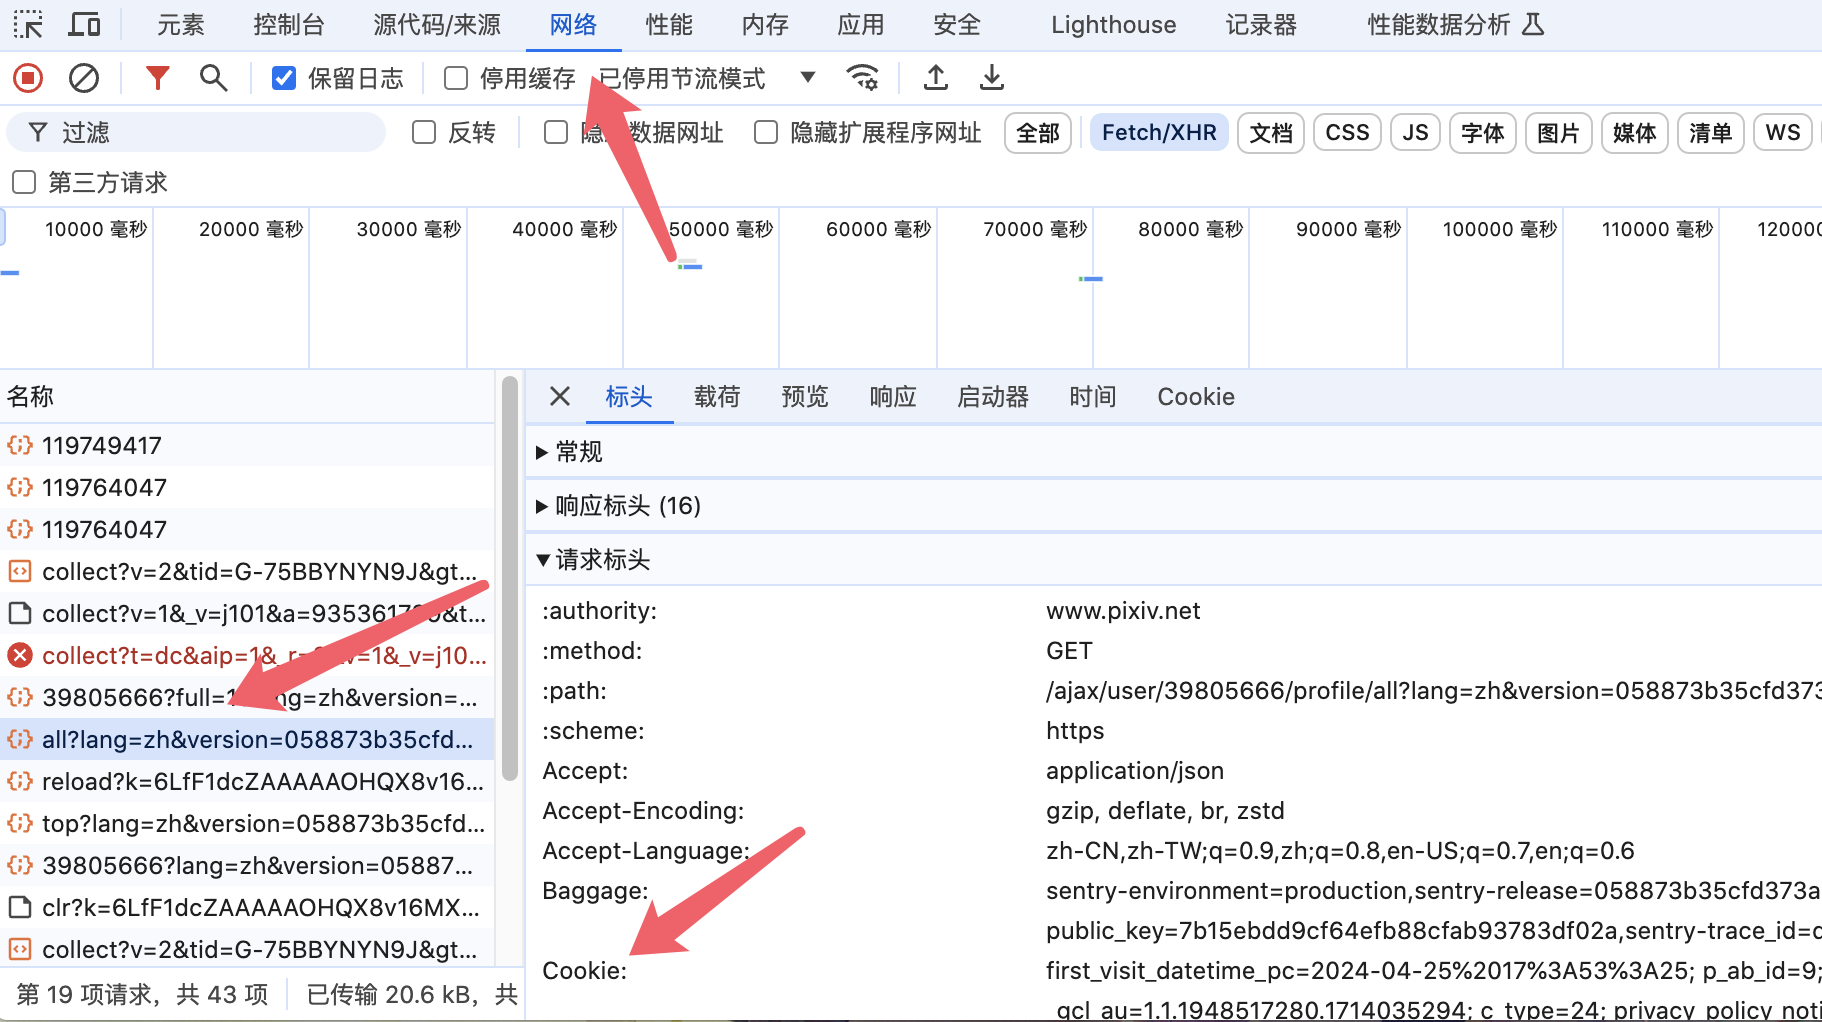 元素 控制台 源代码/来源 网络 性能 内存 应用 安全 Lighthouse 记录器 性能数据分析
保留日志 停用缓存 已停用节流模式
过滤 反转 隐藏数据网址 隐藏扩展程序网址 全部 Fetch/XHR 文档 CSS JS 字体 图片 媒体 清单 WS
第三方请求
10000 毫秒 20000 毫秒 30000 毫秒 40000 毫秒 50000 毫秒 60000 毫秒 70000 毫秒 80000 毫秒 90000 毫秒 100000 毫秒 110000 毫秒 12000
名称
119749417
119764047
119764047
collect?v=2&tid=G-75BBYNYN9J&gt...
collect?v=1&_v=j101&a=9353617 9&t...
collect?t=dc&aip=1&_r= v=1&_v=j10...
39805666?full=1 ng=zh&version=...
all?lang=zh&version=058873b35cfd...
reload?k=6LfF1dcZAAAAAOHQX8v16...
top?lang=zh&version=058873b35cfd...
39805666?lang=zh&version=05887...
clr?k=6LfF1dcZAAAAAOHQX8v16MX...
collect?v=2&tid=G-75BBYNYN9J&gt...
第 19 项请求，共 43 项 已传输 20.6 kB，共
标头 载荷 预览 响应 启动器 时间 Cookie
常规
响应标头 (16)
请求标头
:authority: www.pixiv.net
:method: GET
:path: /ajax/user/39805666/profile/all?lang=zh&version=058873b35cfd373
:scheme: https
Accept: application/json
Accept-Encoding: gzip, deflate, br, zstd
Accept-Language: zh-CN,zh-TW;q=0.9,zh;q=0.8,en-US;q=0.7,en;q=0.6
Baggage: sentry-environment=production,sentry-release=058873b35cfd373a
public_key=7b15ebdd9cf64efb88cfab93783df02a,sentry-trace_id=
Cookie: first_visit_datetime_pc=2024-04-25%2017%3A53%3A25; p_ab_id=9;
_gcl_au=1.1.1948517280.1714035294; c_type=24; privacy_policy_noti